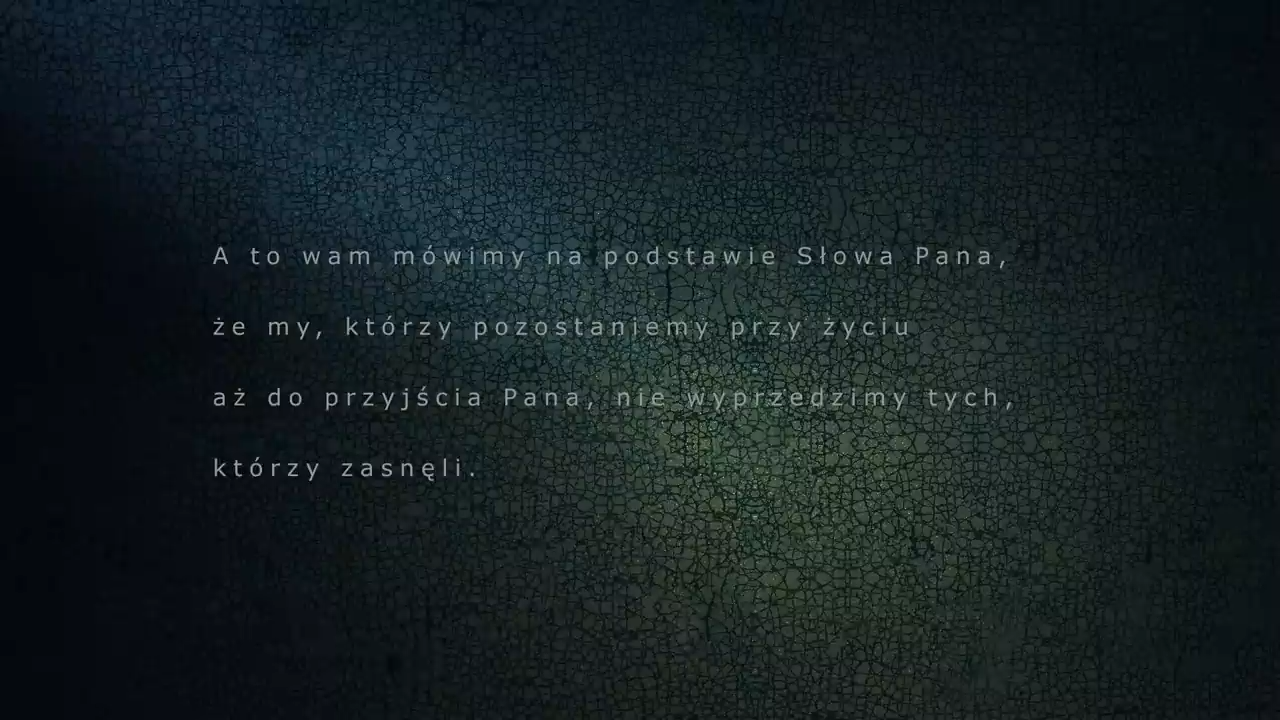 A to wam mówimy na podstawie Słowa Pana,
że my, którzy pozostaniemy przy życiu
aż do przyjścia Pana, nie wyprzedzimy tych,
którzy zasnęli.